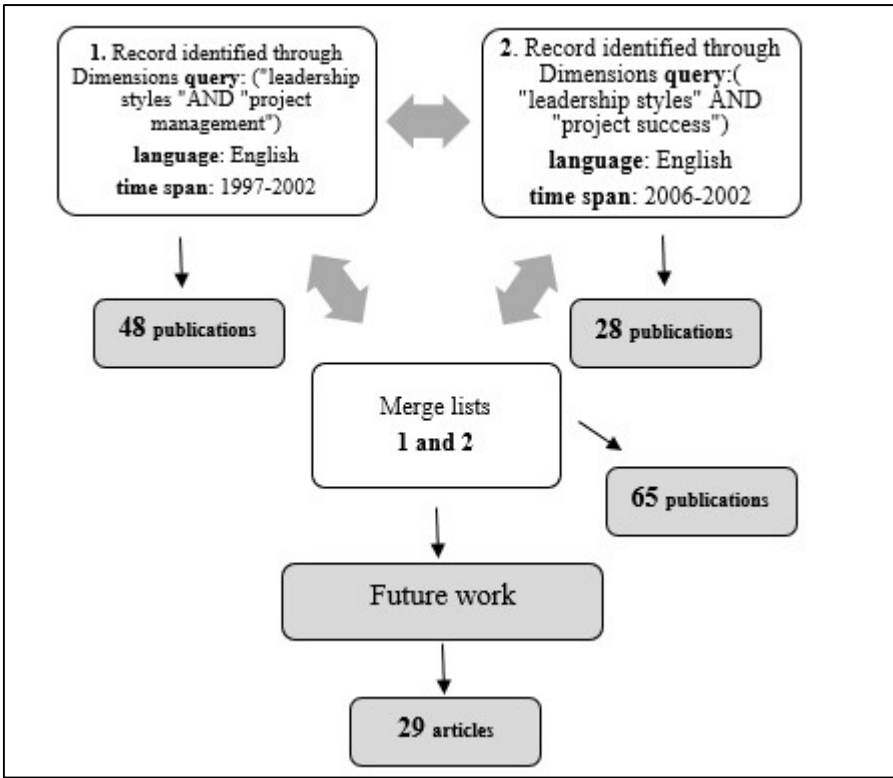 1. Record identified through
Dimensions query: ("leadership
styles "AND "project
management")
language: English
time span: 1997-2002
2. Record identified through
Dimensions query:(
"leadership styles" AND
"project success")
language: English
time span: 2006-2002
48 publications
28 publications
Merge lists
1 and 2
65 publications
Future work
29 articles